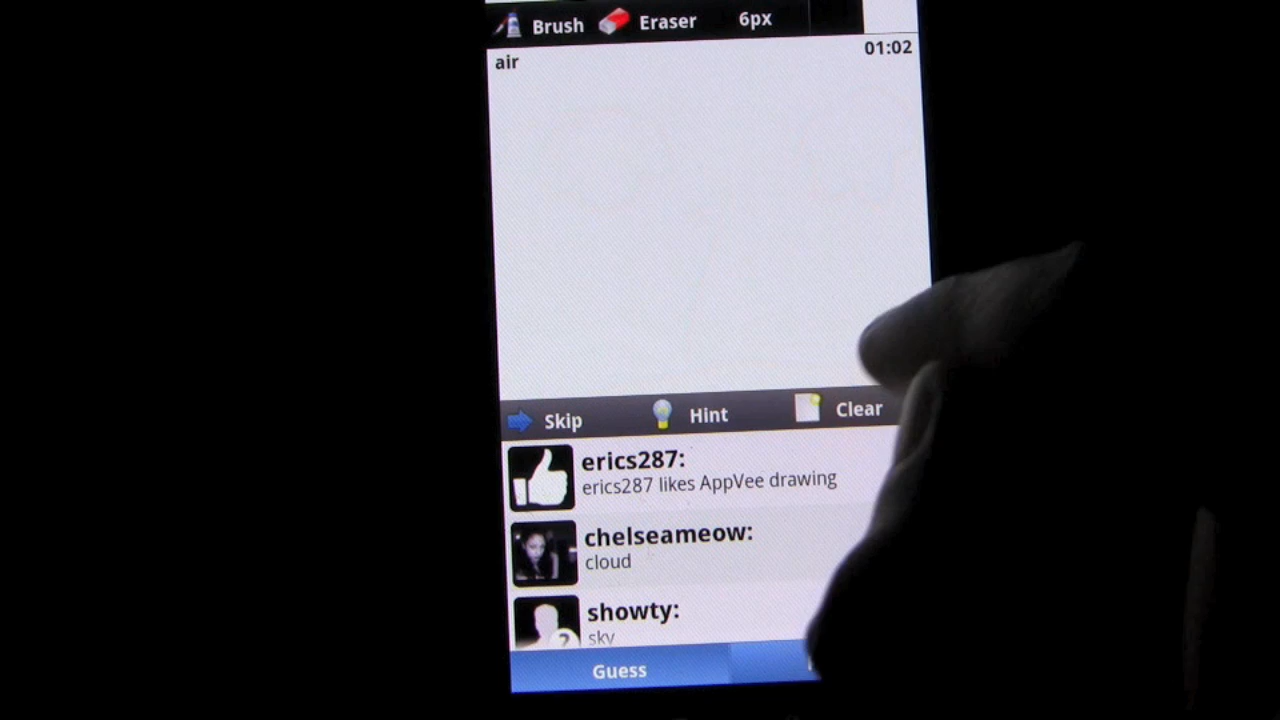 Brush Eraser 6px
air 01:02
Skip Hint Clear
erics287:
erics287 likes AppVee drawing
chelseameow:
cloud
showty:
sky
?
Guess